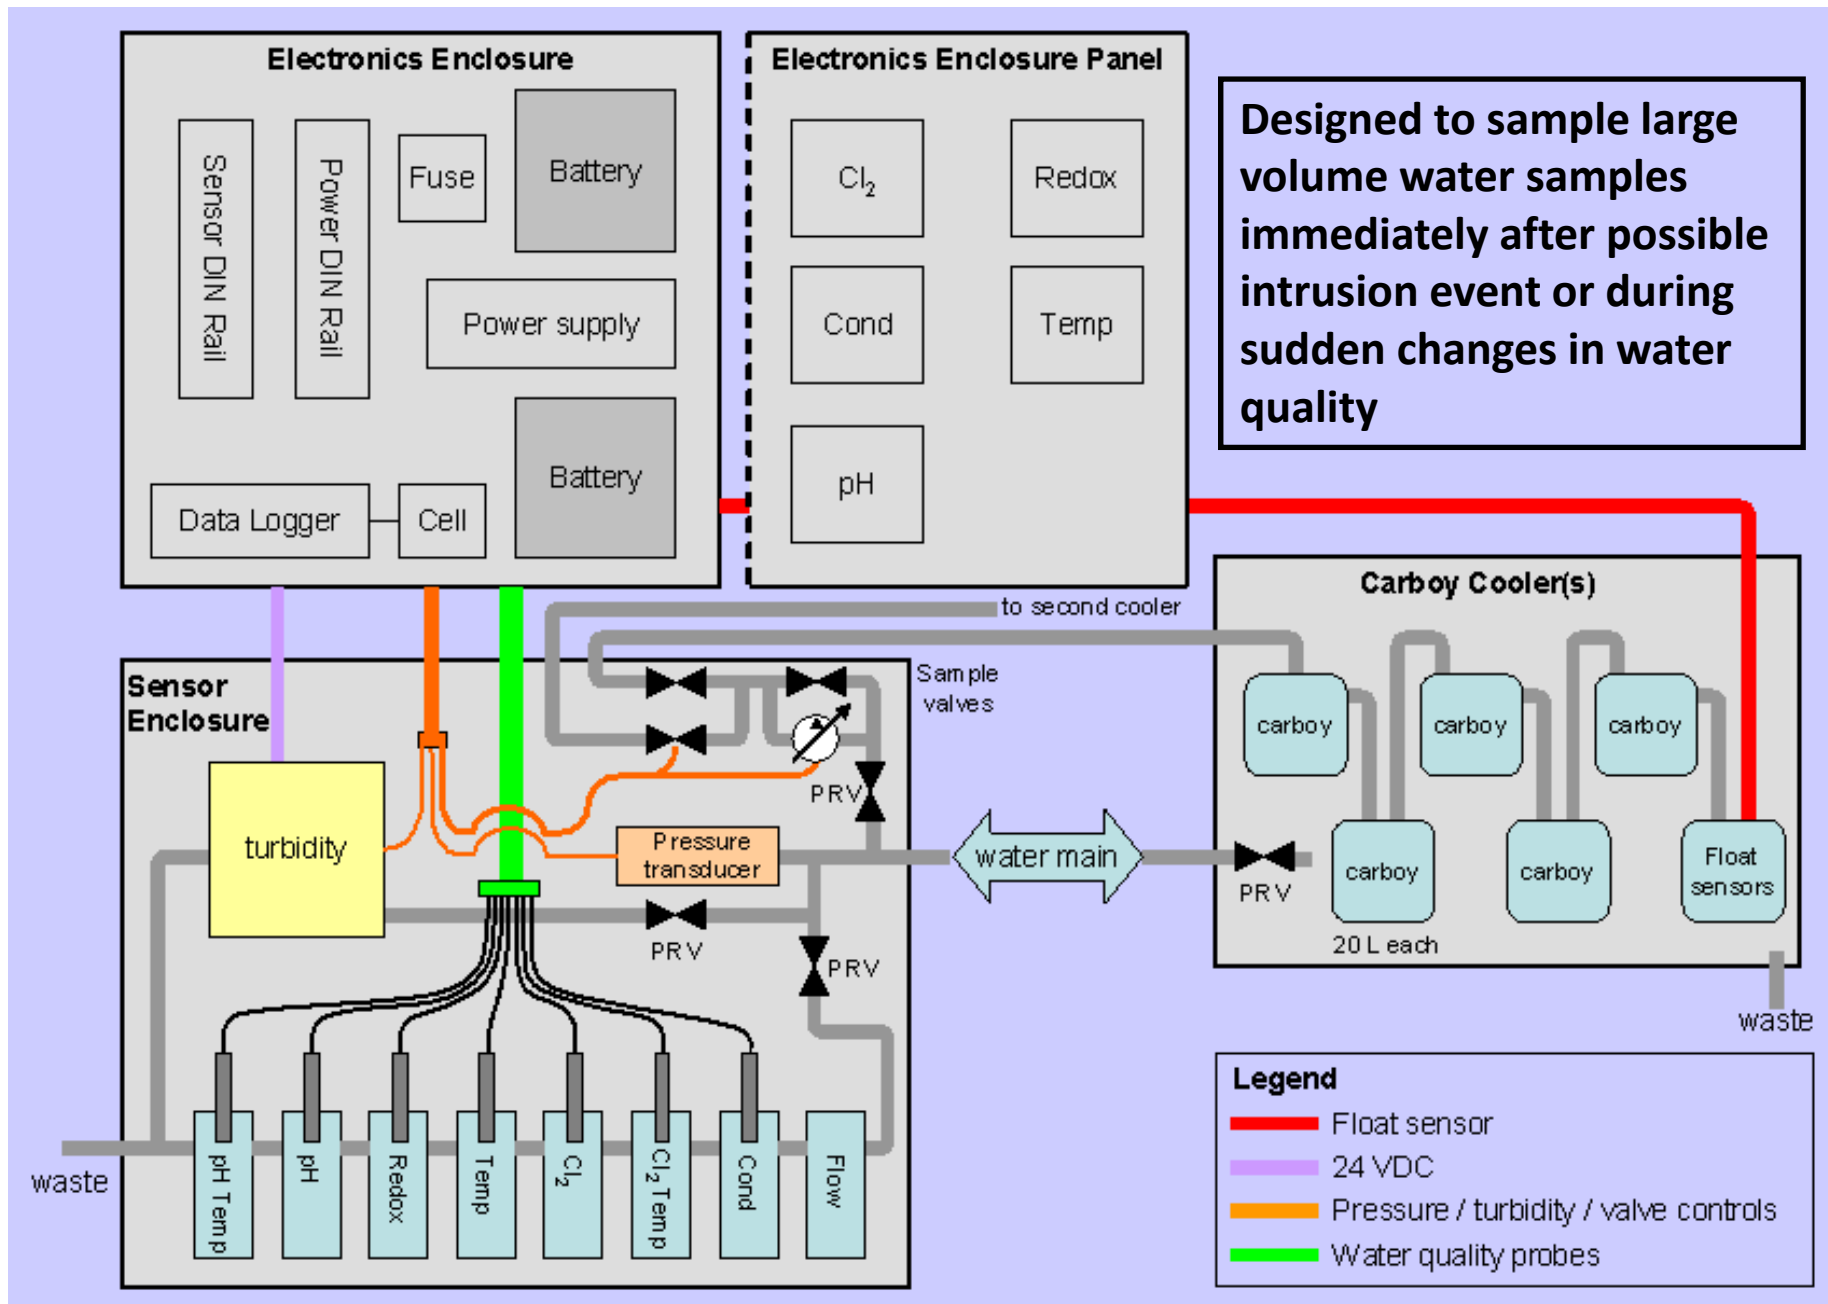 Electronics Enclosure
Sensor DIN Rail
Power DIN Rail
Fuse
Battery
Power supply
Battery
Data Logger
Cell
Electronics Enclosure Panel
Cl₂
Redox
Cond
Temp
pH
Designed to sample large
volume water samples
immediately after possible
intrusion event or during
sudden changes in water
quality
to second cooler
Carboy Cooler(s)
carboy
carboy
carboy
carboy
carboy
Float
sensors
20 L each
PRV
waste
Sensor
Enclosure
Sample
valves
PRV
turbidity
Pressure
transducer
water main
PRV
PRV
pH Temp
pH
Redox
Temp
Cl₂
Cl₂ Temp
Cond
Flow
waste
Legend
Float sensor
24 VDC
Pressure / turbidity / valve controls
Water quality probes